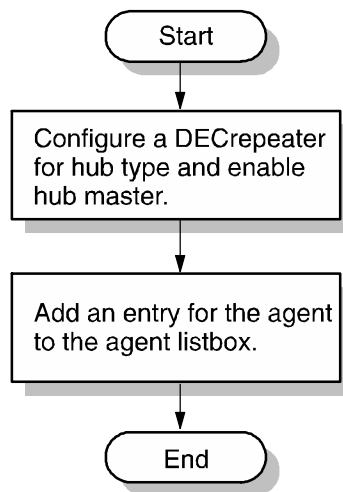 Start
Configure a DECrepeater
for hub type and enable
hub master.
Add an entry for the agent
to the agent listbox.
End